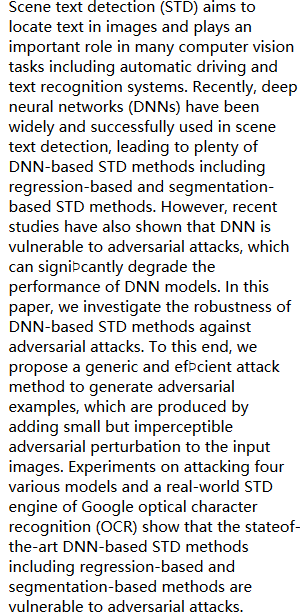 Scene text detection (STD) aims to
locate text in images and plays an
important role in many computer vision
tasks including automatic driving and
text recognition systems. Recently, deep
neural networks (DNNs) have been
widely and successfully used in scene
text detection, leading to plenty of
DNN-based STD methods including
regression-based and segmentation-
based STD methods. However, recent
studies have also shown that DNN is
vulnerable to adversarial attacks, which
can signiÞcantly degrade the
performance of DNN models. In this
paper, we investigate the robustness of
DNN-based STD methods against
adversarial attacks. To this end, we
propose a generic and efÞcient attack
method to generate adversarial
examples, which are produced by
adding small but imperceptible
adversarial perturbation to the input
images. Experiments on attacking four
various models and a real-world STD
engine of Google optical character
recognition (OCR) show that the stateof-
the-art DNN-based STD methods
including regression-based and
segmentation-based methods are
vulnerable to adversarial attacks.